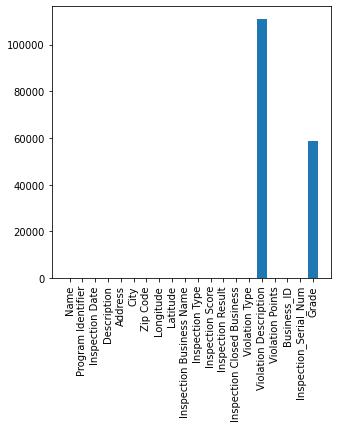 100000
80000
60000
40000
20000
0
Name
Program Identifier
Inspection Date
Description
Address
City
Zip Code
Longitude
Latitude
Inspection Business Name
Inspection Type
Inspection Score
Inspection Result
Inspection Closed Business
Violation Type
Violation Description
Violation Points
Business_ID
Inspection_Serial_Num
Grade